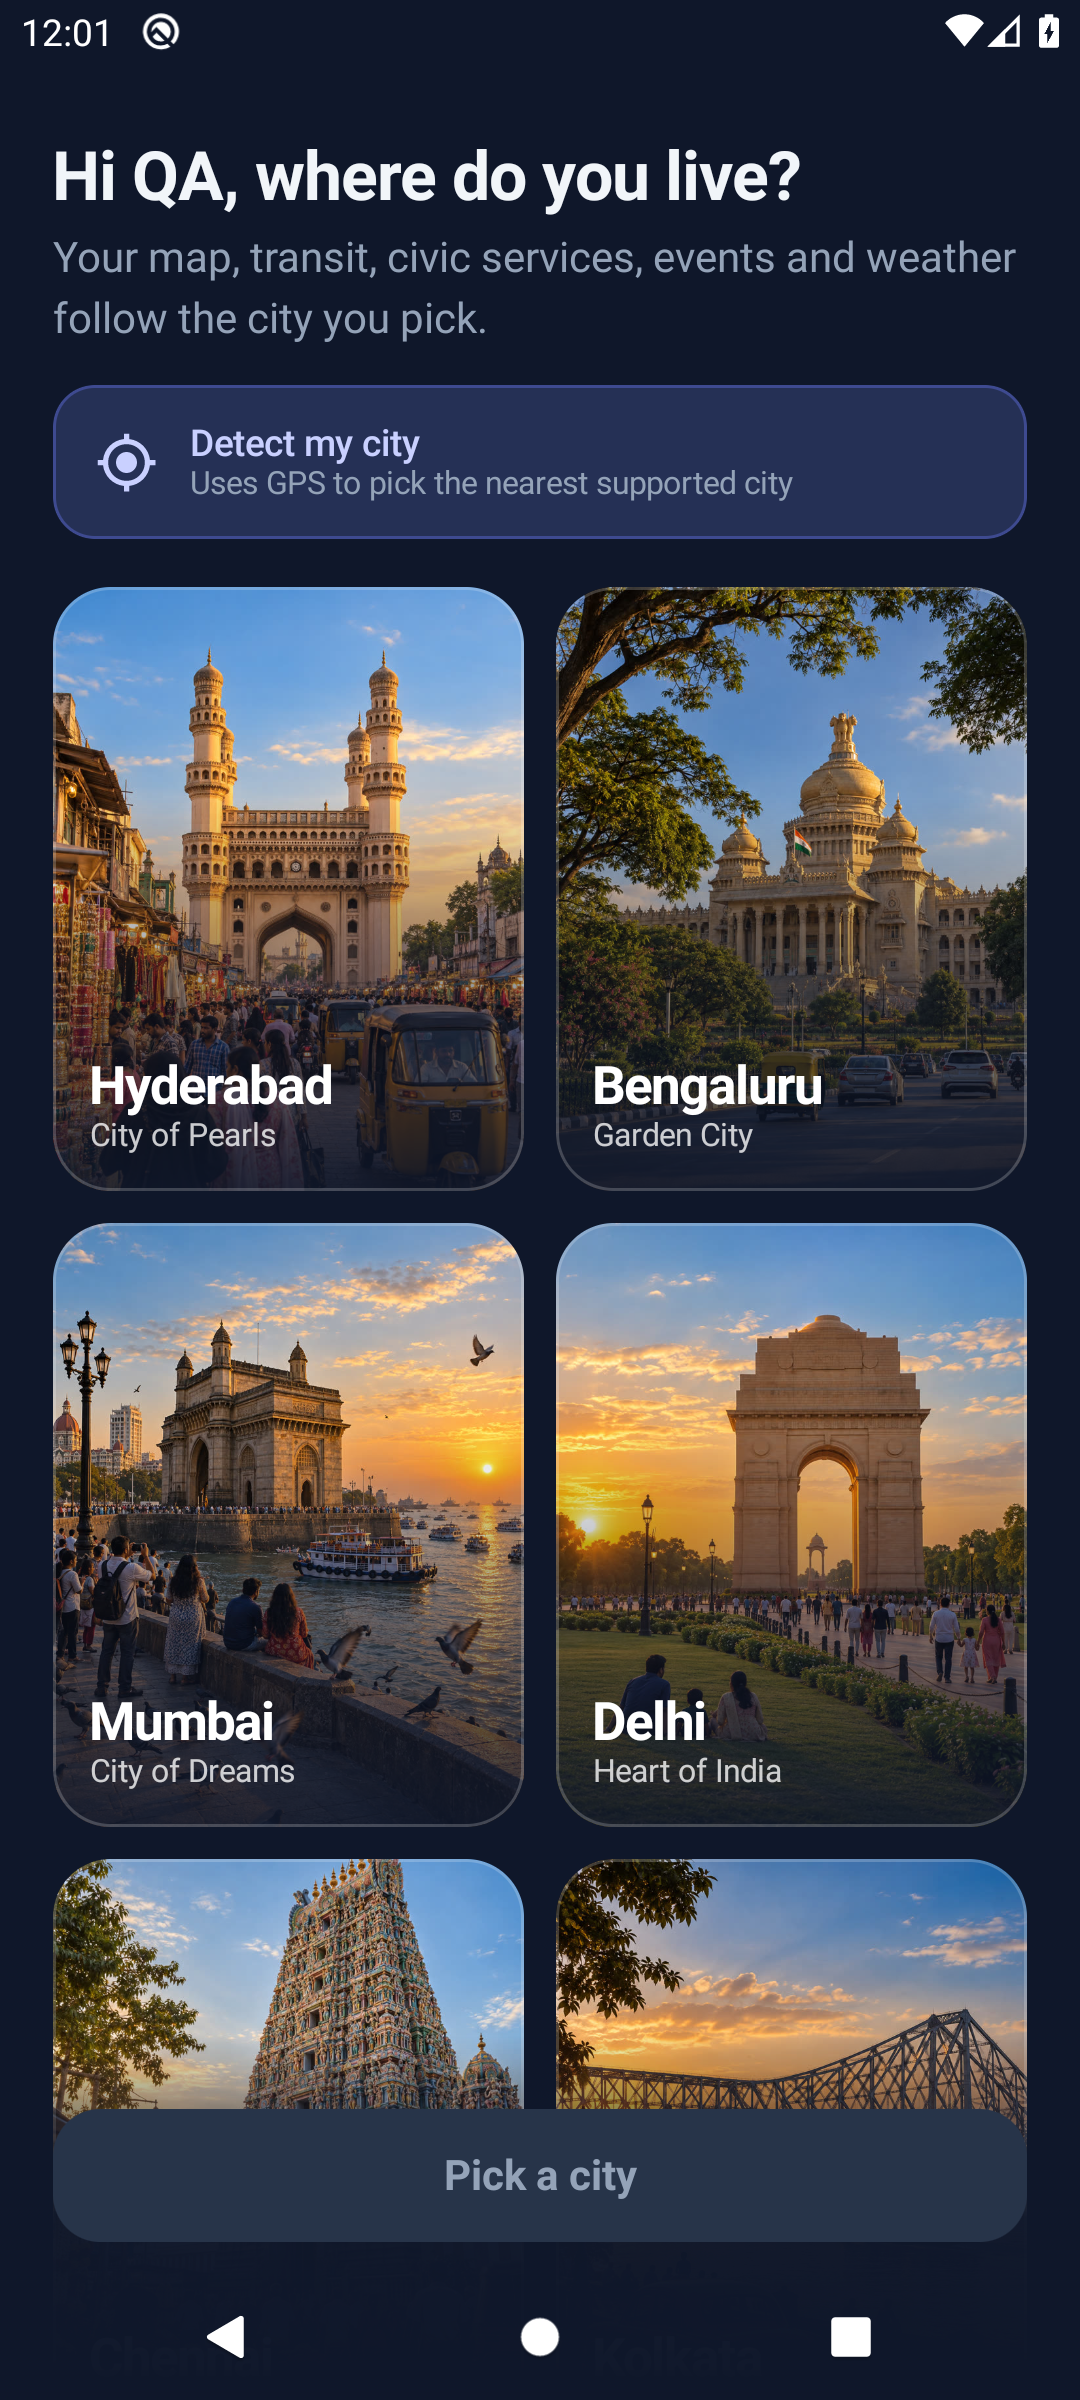 12:01
Hi QA, where do you live?
Your map, transit, civic services, events and weather
follow the city you pick.
Detect my city
Uses GPS to pick the nearest supported city
Hyderabad
City of Pearls
Bengaluru
Garden City
Mumbai
City of Dreams
Delhi
Heart of India
Pick a city
Chennai
Kolkata